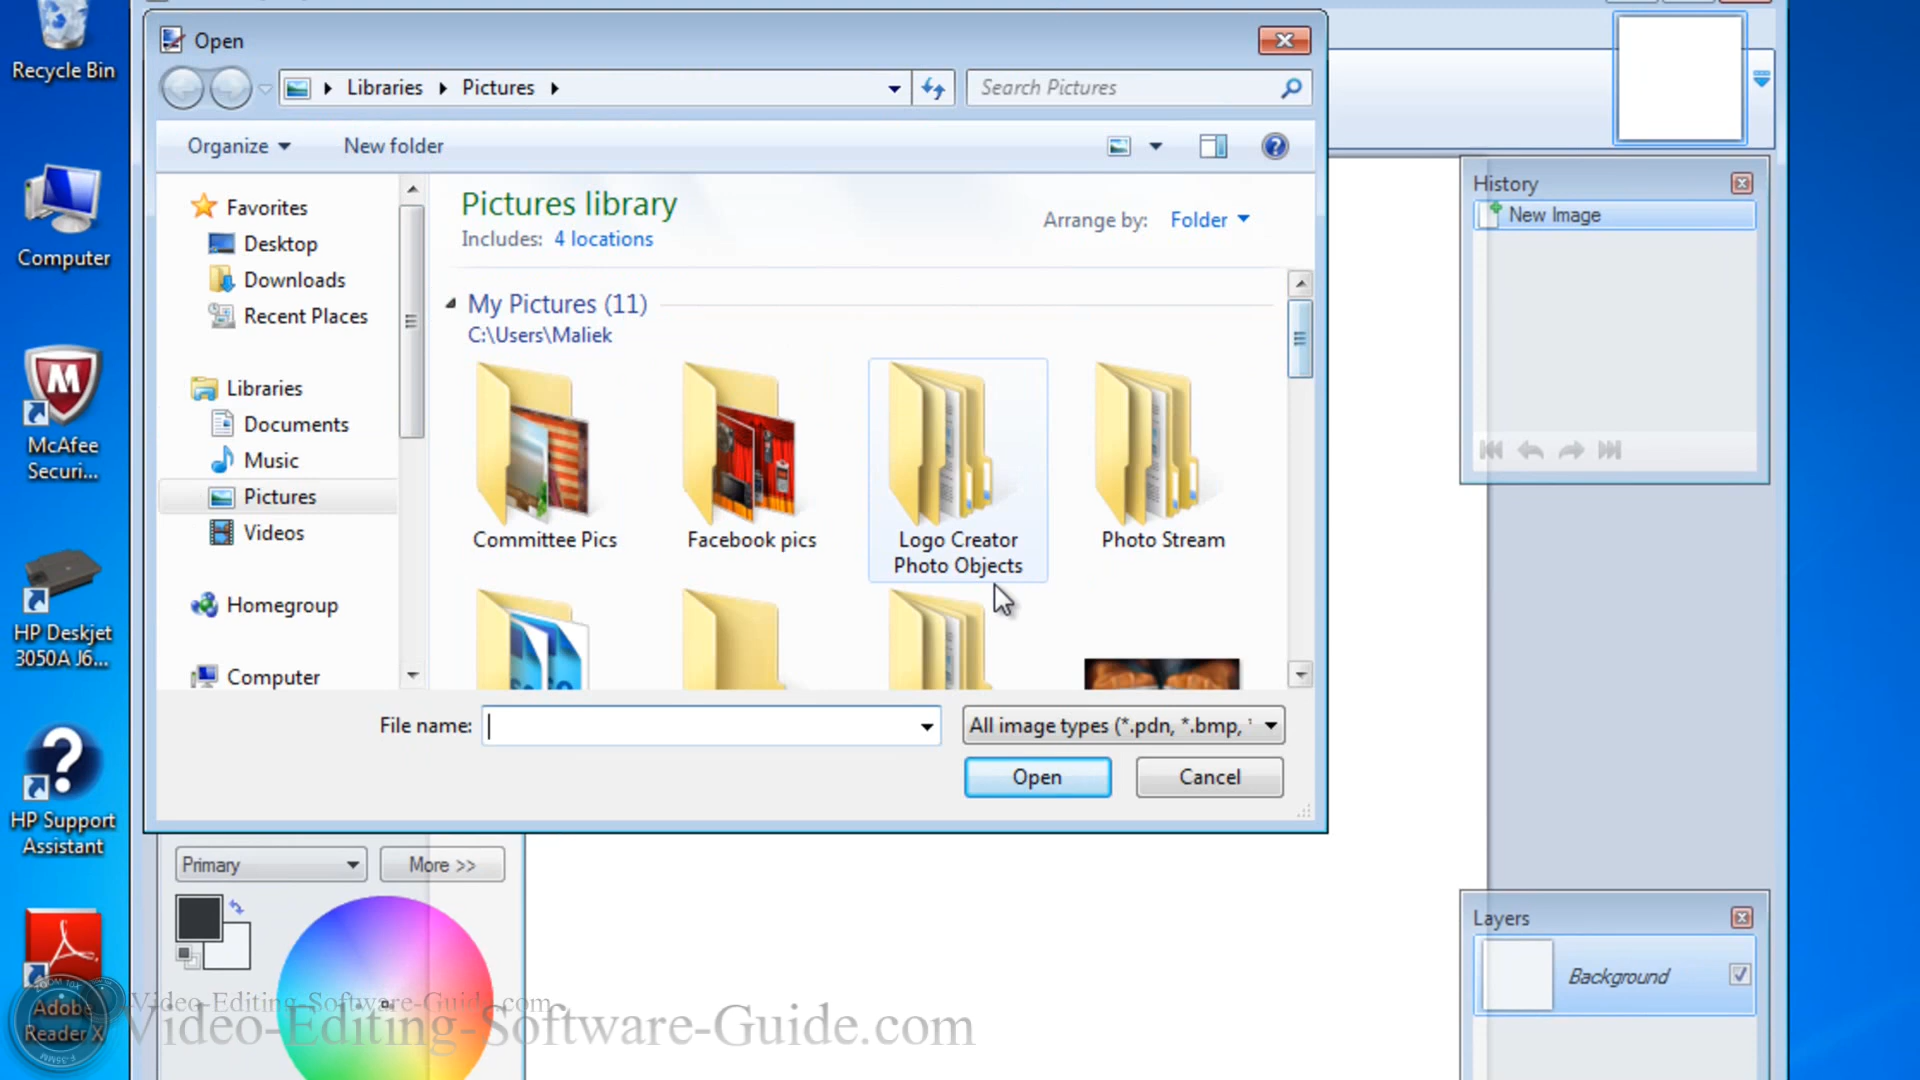 Recycle Bin
Computer
McAfee
Securi...
HP Deskjet
3050A J6...
HP Support
Assistant
Adobe
Reader X
Open
Libraries
Pictures
Search Pictures
Organize
New folder
Favorites
Desktop
Downloads
Recent Places
Libraries
Documents
Music
Pictures
Videos
Homegroup
Computer
Pictures library
Includes: 4 locations
Arrange by: Folder
My Pictures (11)
C:\Users\Maliek
Committee Pics
Facebook pics
Logo Creator
Photo Objects
Photo Stream
File name:
All image types (*.pdn, *.bmp,
Open
Cancel
History
New Image
Primary
More >>
Layers
Background
ZOOM 10X
F-35MM
Video-Editing-Software-Guide.com
Video-Editing-Software-Guide.com